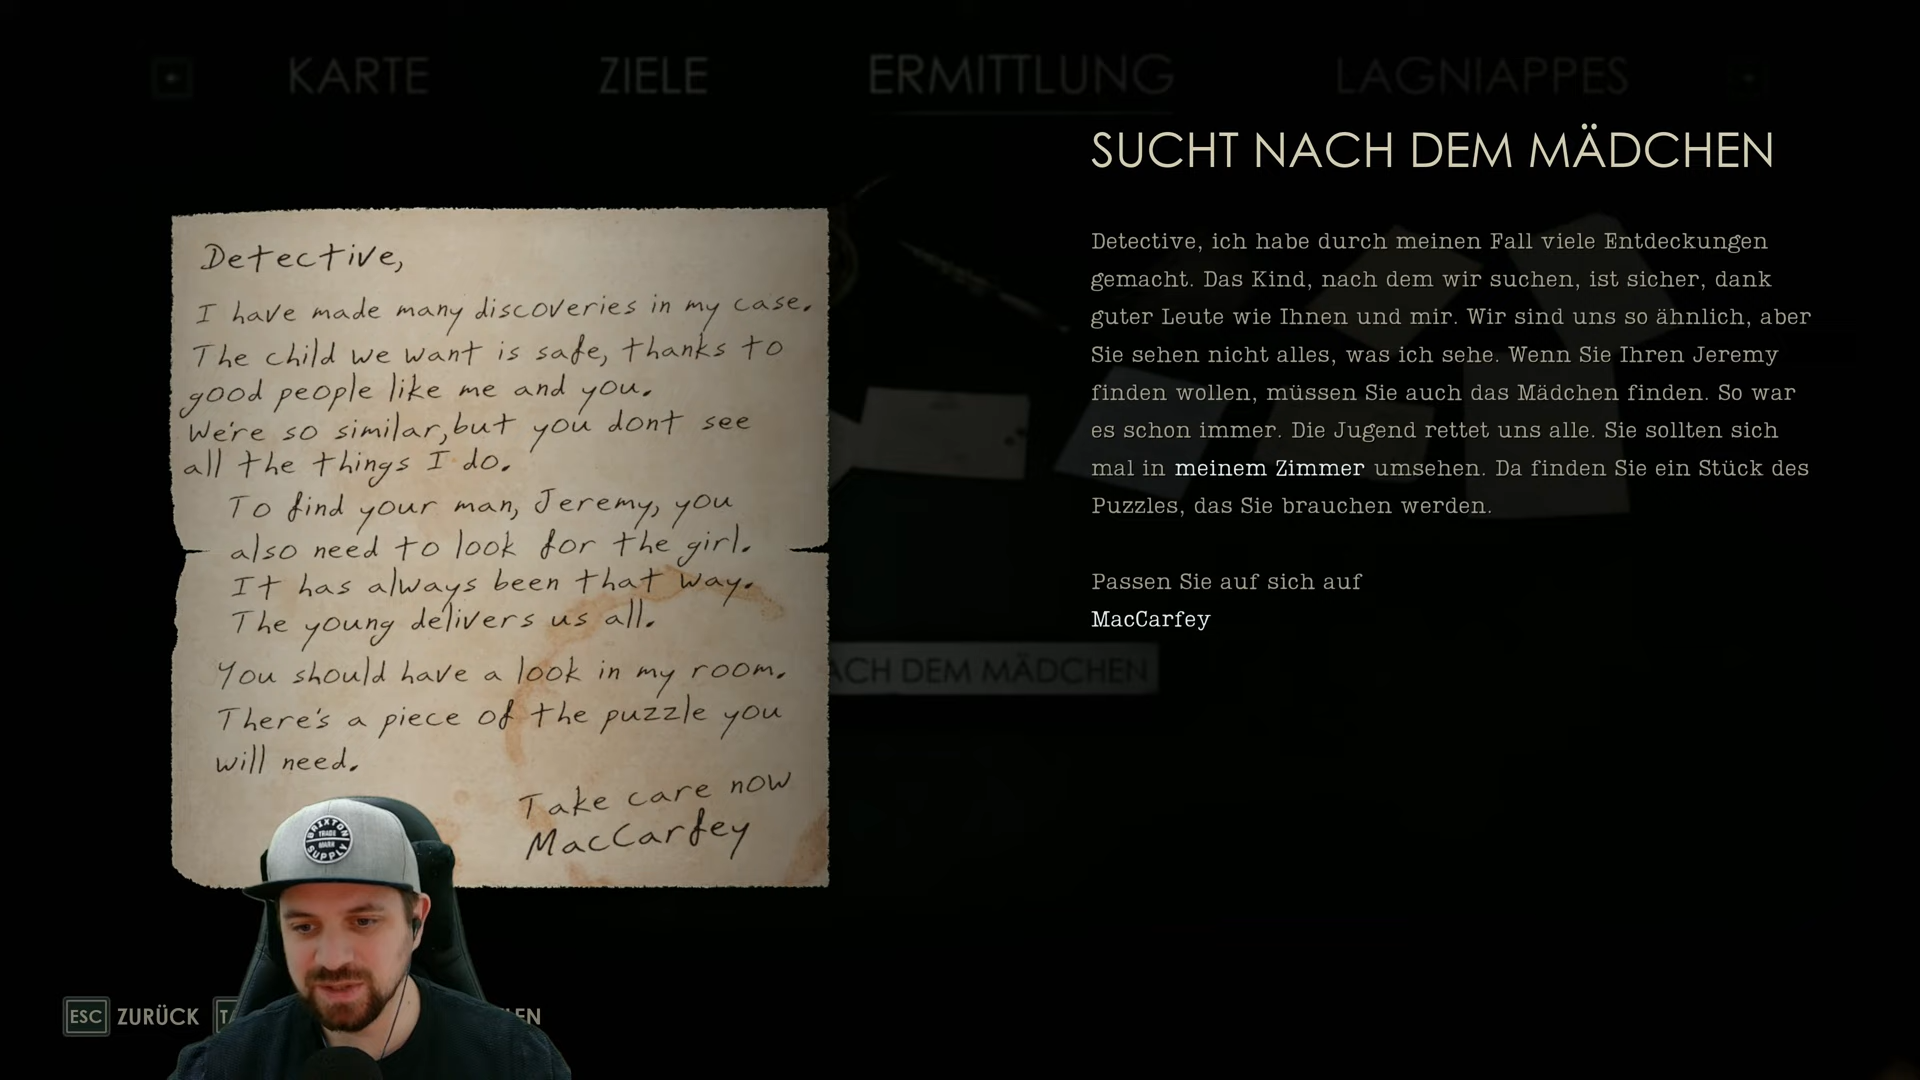 KARTE
ZIELE
ERMITTLUNG
LAGNIAPPES
SUCHT NACH DEM MÄDCHEN
Detective,
I have made many discoveries in my case.
The child we want is safe, thanks to
good people like me and you.
We're so similar, but you dont see
all the things I do.
To find your man, Jeremy, you
also need to look for the girl.
It has always been that way.
The young delivers us all.
You should have a look in my room.
There's a piece of the puzzle you
will need.
Take care now
MacCarfey
Detective, ich habe durch meinen Fall viele Entdeckungen
gemacht. Das Kind, nach dem wir suchen, ist sicher, dank
guter Leute wie Ihnen und mir. Wir sind uns so ähnlich, aber
Sie sehen nicht alles, was ich sehe. Wenn Sie Ihren Jeremy
finden wollen, müssen Sie auch das Mädchen finden. So war
es schon immer. Die Jugend rettet uns alle. Sie sollten sich
mal in meinem Zimmer umsehen. Da finden Sie ein Stück des
Puzzles, das Sie brauchen werden.
Passen Sie auf sich auf
MacCarfey
ACH DEM MÄDCHEN
BRIXTON
TRADE
MARK
SUPPLY
ESC ZURÜCK TA
LEN